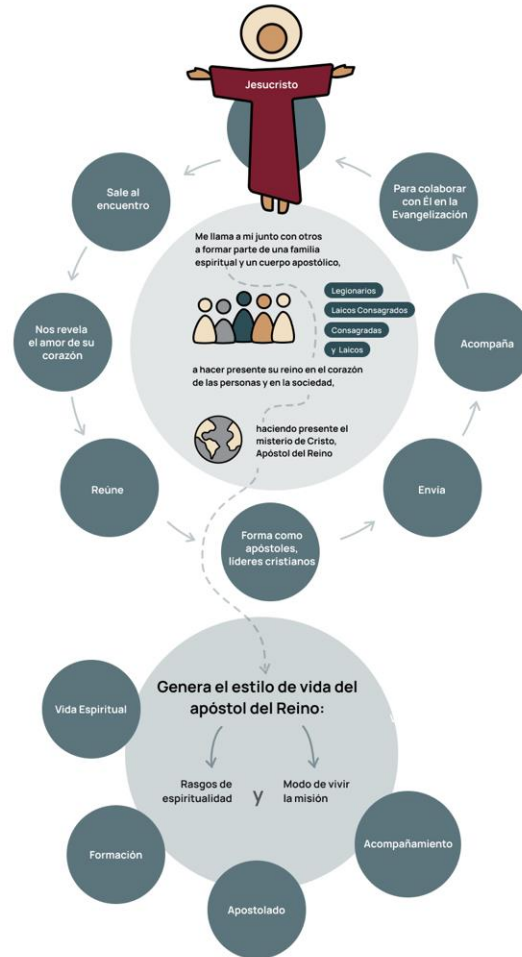 Jesucristo
Sale al
encuentro
Nos revela
el amor de su
corazón
Reúne
Forma como
apóstoles,
líderes cristianos
Envía
Acompaña
Para colaborar
con Él en la
Evangelización
Me llama a mi junto con otros
a formar parte de una familia
espiritual y un cuerpo apostólico,
Legionarios
Laicos Consagrados
Consagradas
y Laicos
a hacer presente su reino en el corazón
de las personas y en la sociedad,
haciendo presente el
misterio de Cristo,
Apóstol del Reino
Genera el estilo de vida del
apóstol del Reino:
Rasgos de
espiritualidad
y
Modo de vivir
la misión
Vida Espiritual
Formación
Apostolado
Acompañamiento